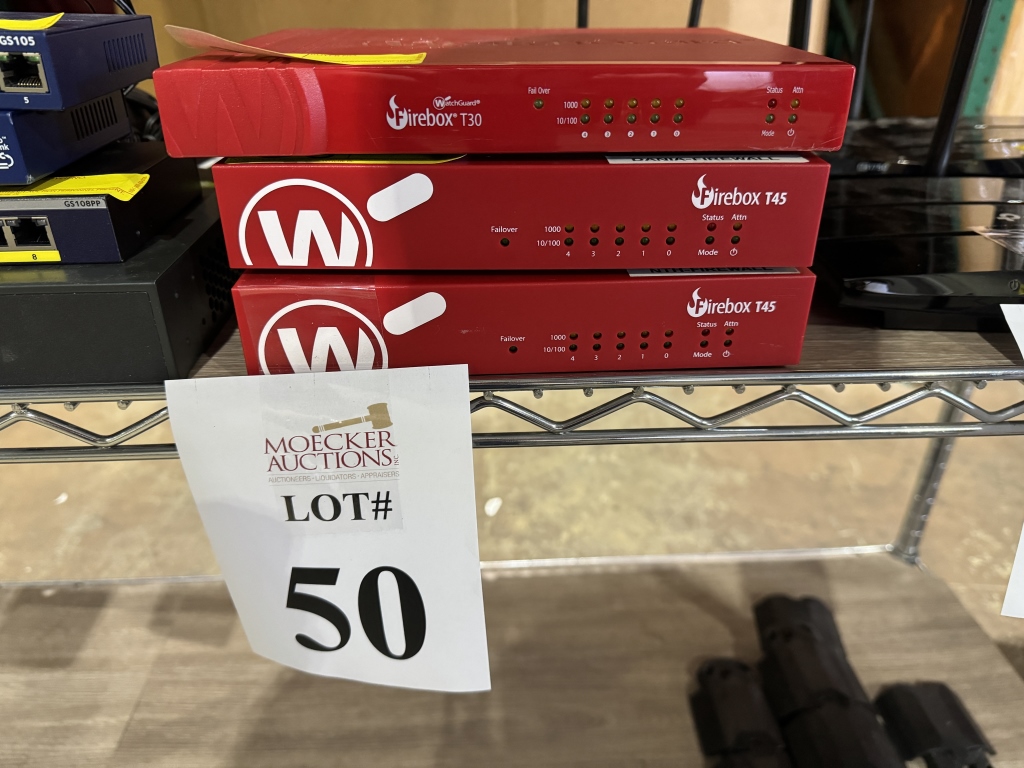 GS105
5
GS108PP
8
WatchGuard®
Firebox® T30
Fail Over
1000
10/100
4 3 2 1 0
Status Attn
Mode
DANIA FIREWALL
W
Firebox T45
Failover
1000
10/100
4 3 2 1 0
Status Attn
Mode
W
Firebox T45
Failover
1000
10/100
4 3 2 1 0
Status Attn
Mode
MOECKER
AUCTIONS INC
AUCTIONEERS • LIQUIDATORS • APPRAISERS
LOT#
50